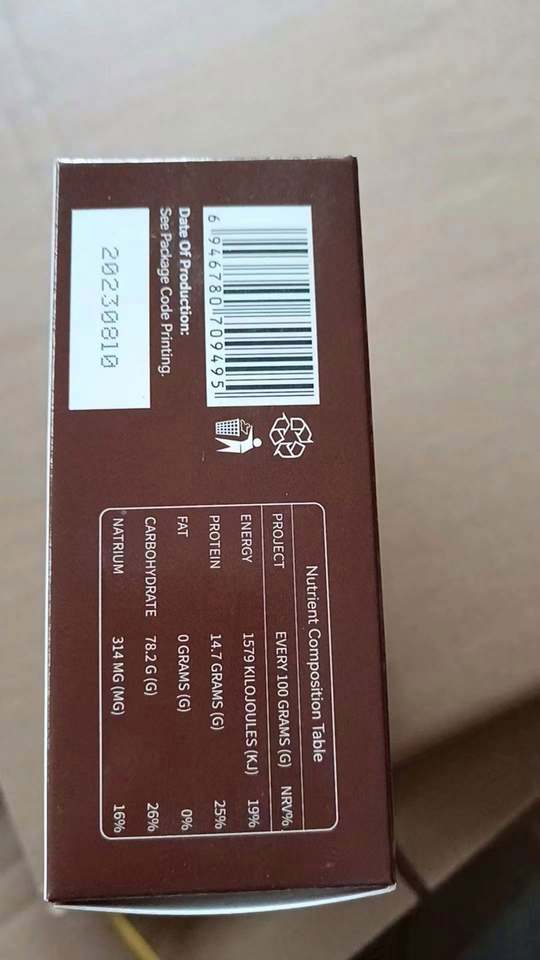 6 946780 709495
Date Of Production:
See Package Code Printing.
20230810
Nutrient Composition Table
PROJECT EVERY 100 GRAMS (G) NRV%
ENERGY 1579 KILOJOULES (KJ) 19%
PROTEIN 14.7 GRAMS (G) 25%
FAT 0 GRAMS (G) 0%
CARBOHYDRATE 78.2 G (G) 26%
NATRIUM 314 MG (MG) 16%